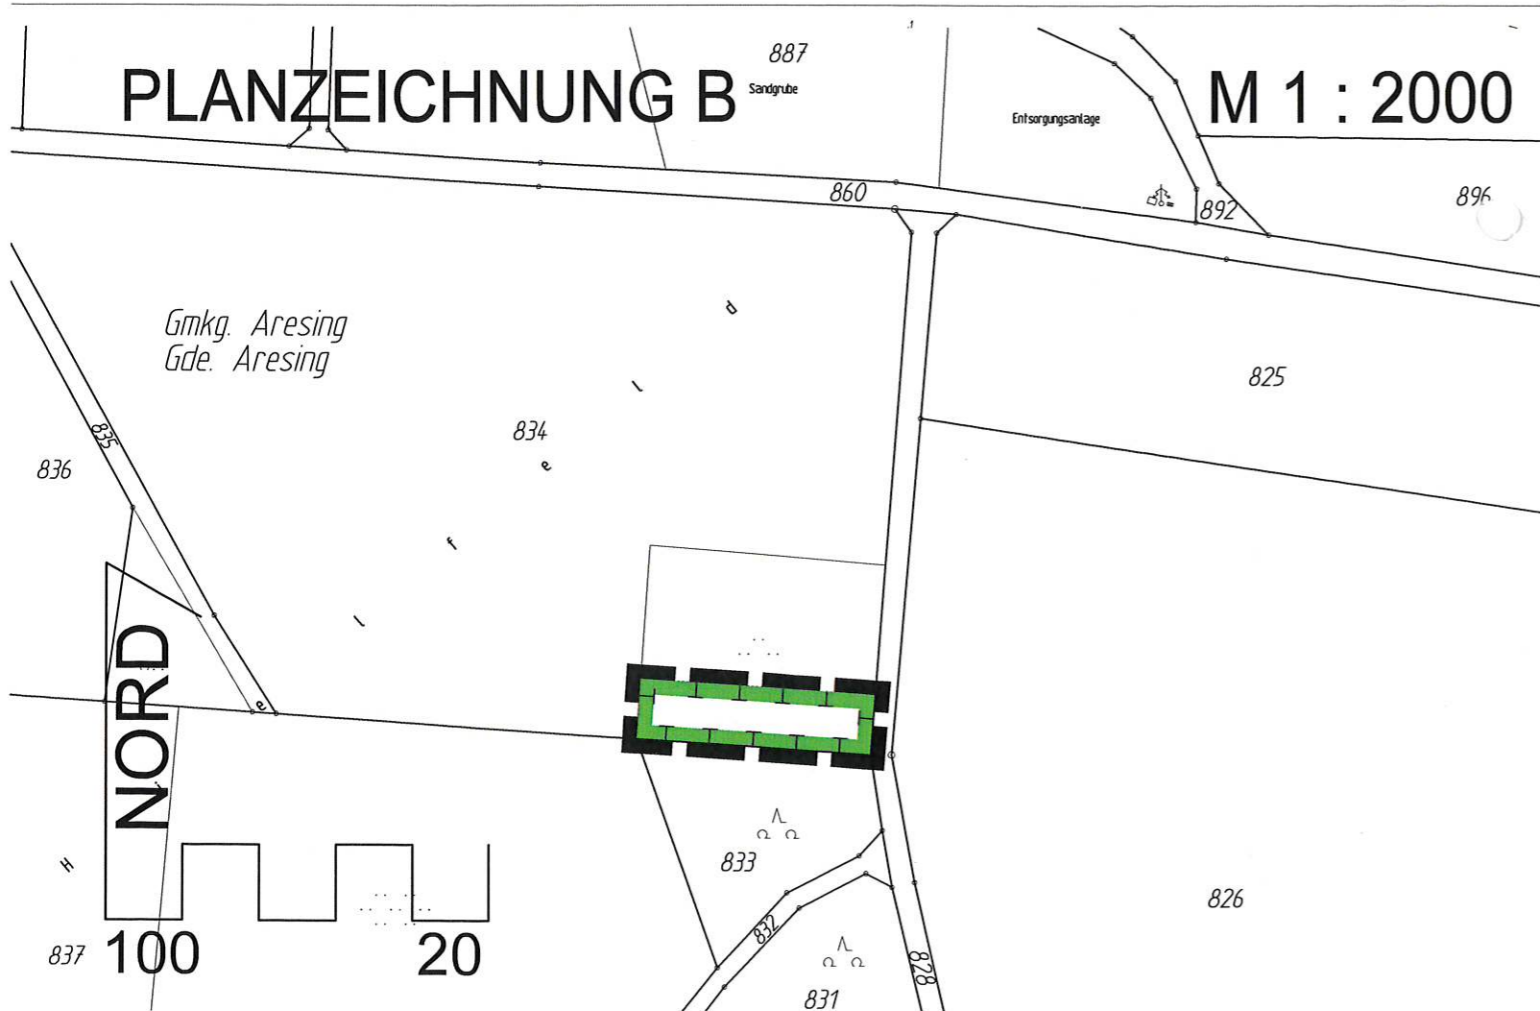 PLANZEICHNUNG B
M 1 : 2000
887
Sandgrube
Entsorgungsanlage
860
892
896
Gmkg. Aresing
Gde. Aresing
d
l
825
834
835
836
e
f
l
NORD
e
H
833
826
837
100
20
832
828
831